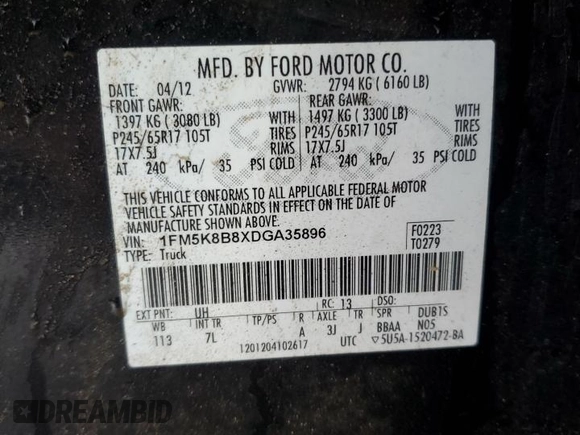 MFD. BY FORD MOTOR CO.
DATE: 04/12 GVWR: 2794 KG ( 6160 LB)
FRONT GAWR: REAR GAWR:
1397 KG ( 3080 LB) WITH 1497 KG ( 3300 LB) WITH
P245/65R17 105T TIRES P245/65R17 105T TIRES
17X7.5J RIMS 17X7.5J RIMS
AT 240 kPa/ 35 PSI COLD AT 240 kPa/ 35 PSI COLD
THIS VEHICLE CONFORMS TO ALL APPLICABLE FEDERAL MOTOR
VEHICLE SAFETY STANDARDS IN EFFECT ON THE DATE OF
MANUFACTURE SHOWN ABOVE.
VIN: 1FM5K8B8XDGA35896 F0223
TYPE: Truck T0279
EXT PNT: UH RC: 13 DSO:
WB INT TR TP/PS R AXLE TR SPR DUB1S
113 7L A 3J J BBAA N05
1201204102617 UTC ▽5U5A-1520472-BA
DREAMBID